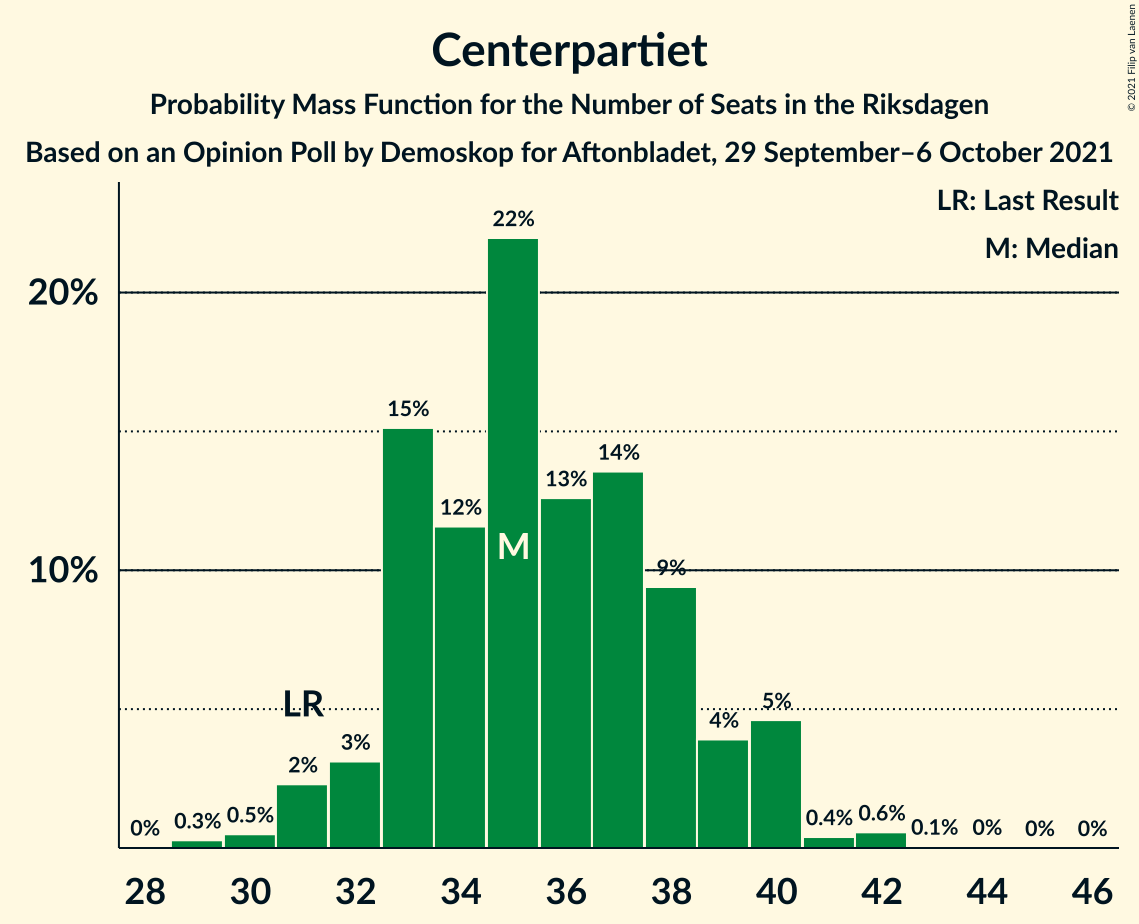 Centerpartiet
Probability Mass Function for the Number of Seats in the Riksdagen
Based on an Opinion Poll by Demoskop for Aftonbladet, 29 September–6 October 2021
© 2021 Filip van Laenen
LR: Last Result
M: Median
20%
10%
0%
0.3%
0.5%
2%
LR
3%
15%
12%
22%
M
13%
14%
9%
4%
5%
0.4%
0.6%
0.1%
0%
0%
0%
28 30 32 34 36 38 40 42 44 46